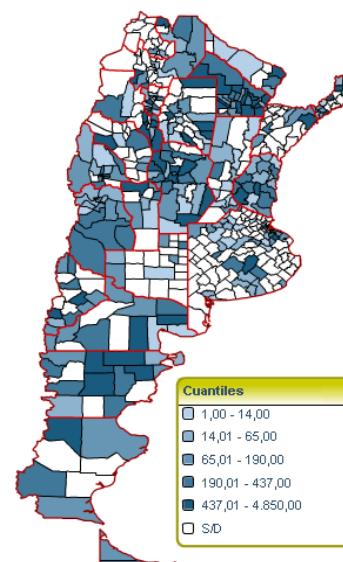 Cuantiles
1,00 - 14,00
14,01 - 65,00
65,01 - 190,00
190,01 - 437,00
437,01 - 4.850,00
S/D